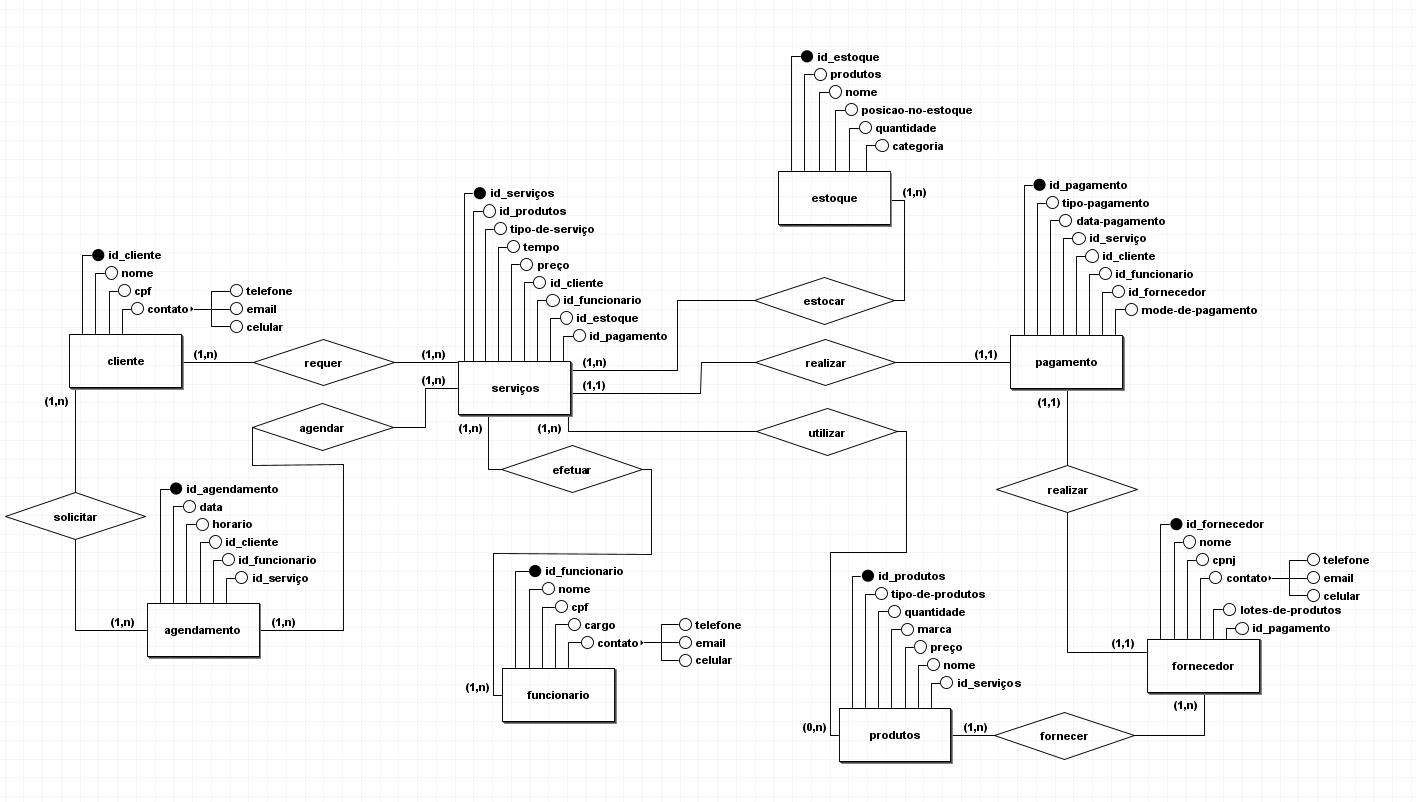 id_estoque
produtos
nome
posicao-no-estoque
quantidade
categoria
estoque
(1,n)
id_pagamento
tipo-pagamento
data-pagamento
id_serviço
id_cliente
id_funcionario
id_fornecedor
mode-de-pagamento
pagamento
(1,1)
(1,1)
id_serviços
id_produtos
tipo-de-serviço
tempo
preço
id_cliente
id_funcionario
id_estoque
id_pagamento
serviços
(1,n)
(1,n)
(1,n)
(1,1)
(1,n)
(1,n)
id_cliente
nome
cpf
contato
telefone
email
celular
cliente
(1,n)
(1,n)
requer
estocar
realizar
agendar
utilizar
efetuar
realizar
solicitar
id_agendamento
data
horario
id_cliente
id_funcionario
id_serviço
agendamento
(1,n)
(1,n)
id_funcionario
nome
cpf
cargo
contato
telefone
email
celular
funcionario
(1,n)
id_produtos
tipo-de-produtos
quantidade
marca
preço
nome
id_serviços
produtos
(0,n)
(1,n)
fornecer
id_fornecedor
nome
cpnj
contato
telefone
email
celular
lotes-de-produtos
id_pagamento
fornecedor
(1,1)
(1,n)